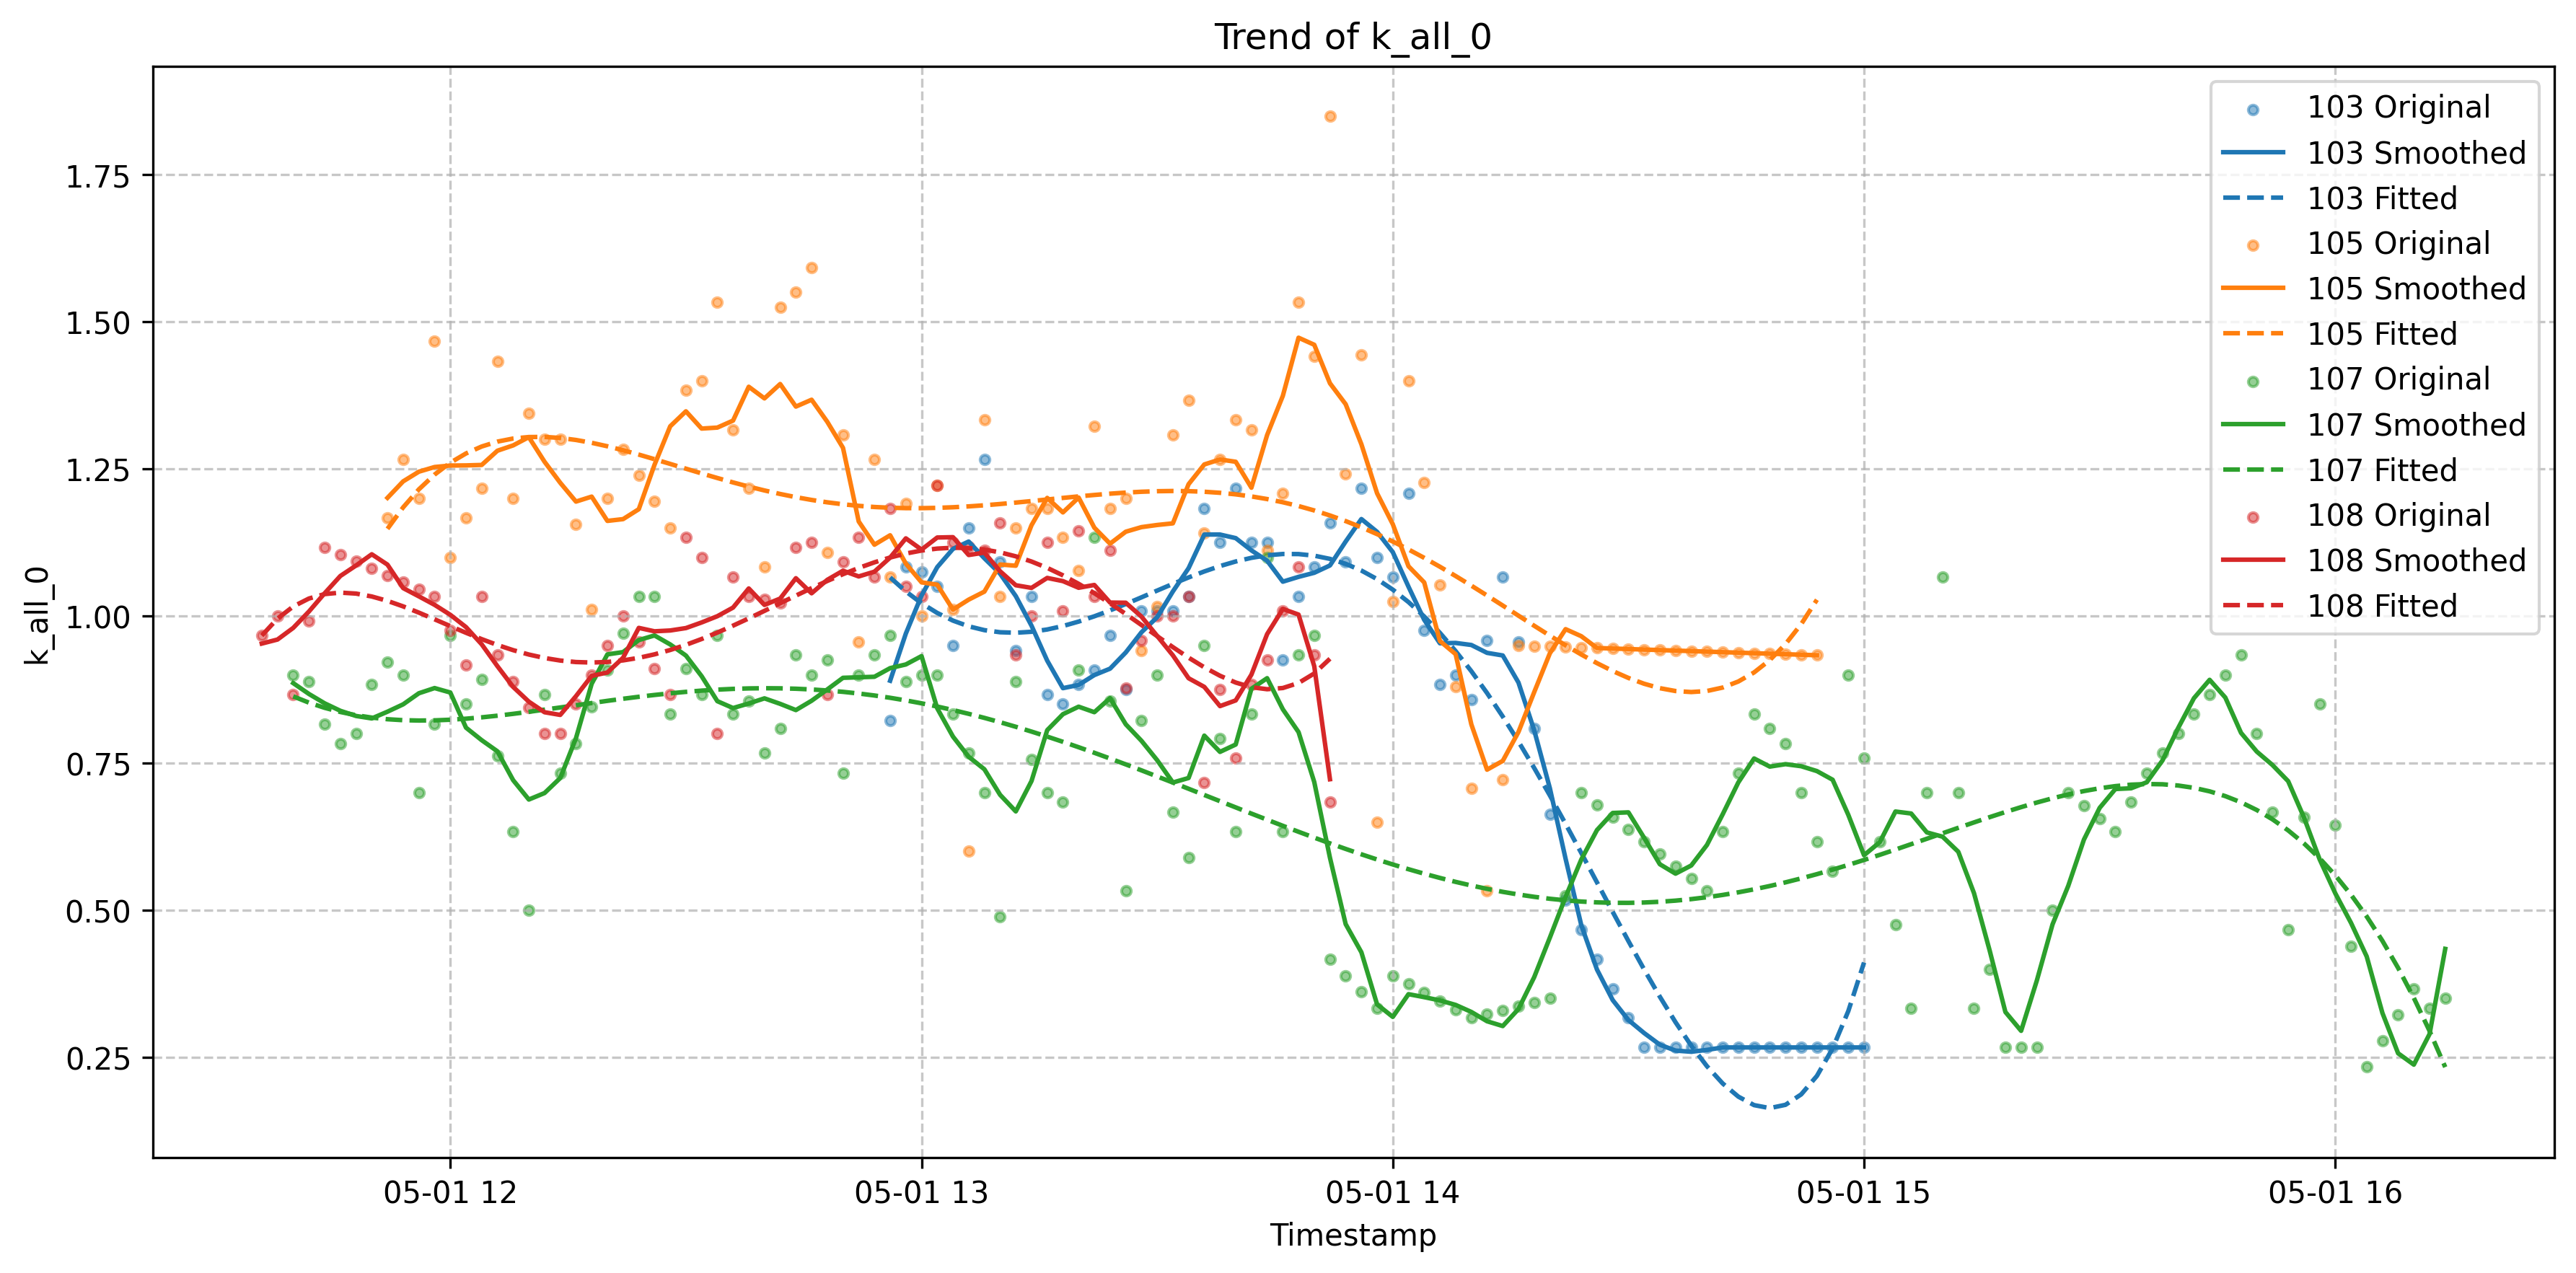 Trend of k_all_0
k_all_0
1.75
1.50
1.25
1.00
0.75
0.50
0.25
103 Original
103 Smoothed
103 Fitted
105 Original
105 Smoothed
105 Fitted
107 Original
107 Smoothed
107 Fitted
108 Original
108 Smoothed
108 Fitted
05-01 12
05-01 13
05-01 14
05-01 15
05-01 16
Timestamp